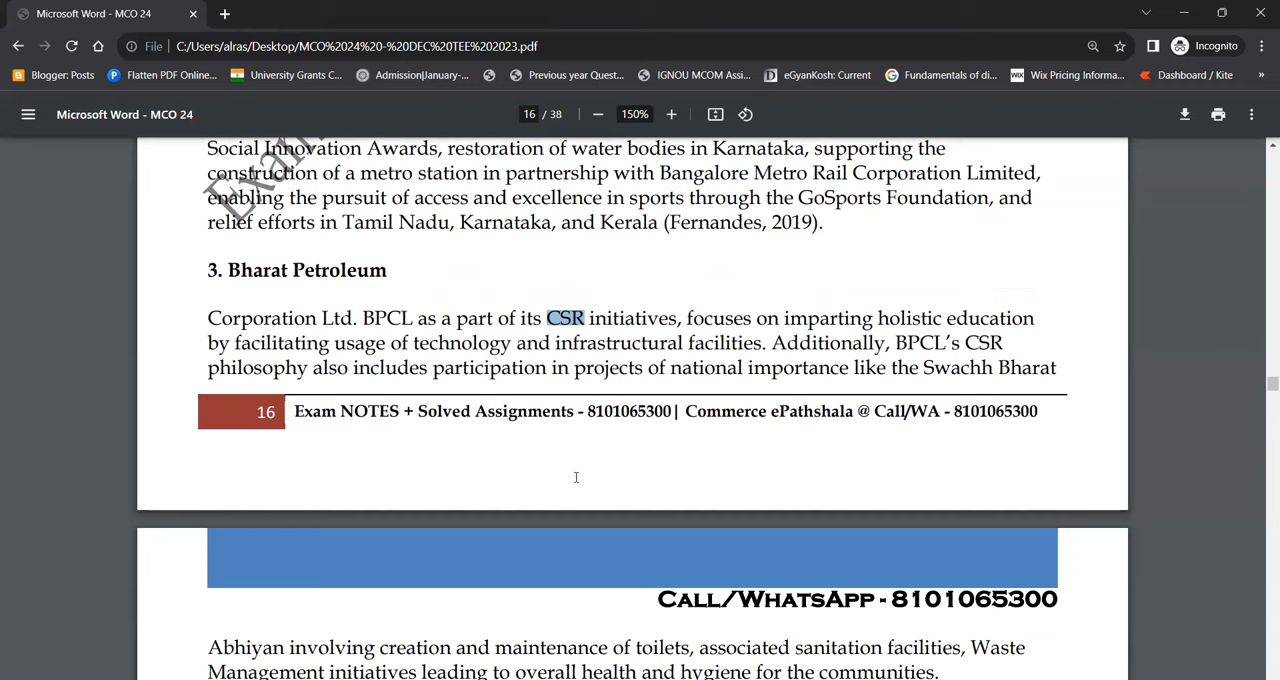 Microsoft Word - MCO 24
File
C:/Users/alras/Desktop/MCO%2024%20-%20DEC%20TEE%202023.pdf
Incognito
Blogger: Posts
Flatten PDF Online...
University Grants C...
Admission|January-...
Previous year Quest...
IGNOU MCOM Assi...
eGyanKosh: Current
Fundamentals of di...
WIX
Wix Pricing Informa...
Dashboard / Kite
»
Microsoft Word - MCO 24
16 / 38
150%
Exam
Social Innovation Awards, restoration of water bodies in Karnataka, supporting the
construction of a metro station in partnership with Bangalore Metro Rail Corporation Limited,
enabling the pursuit of access and excellence in sports through the GoSports Foundation, and
relief efforts in Tamil Nadu, Karnataka, and Kerala (Fernandes, 2019).
3. Bharat Petroleum
Corporation Ltd. BPCL as a part of its CSR initiatives, focuses on imparting holistic education
by facilitating usage of technology and infrastructural facilities. Additionally, BPCL's CSR
philosophy also includes participation in projects of national importance like the Swachh Bharat
16
Exam NOTES + Solved Assignments - 8101065300| Commerce ePathshala @ Call/WA - 8101065300
Call/WhatsApp - 8101065300
Abhiyan involving creation and maintenance of toilets, associated sanitation facilities, Waste
Management initiatives leading to overall health and hygiene for the communities.